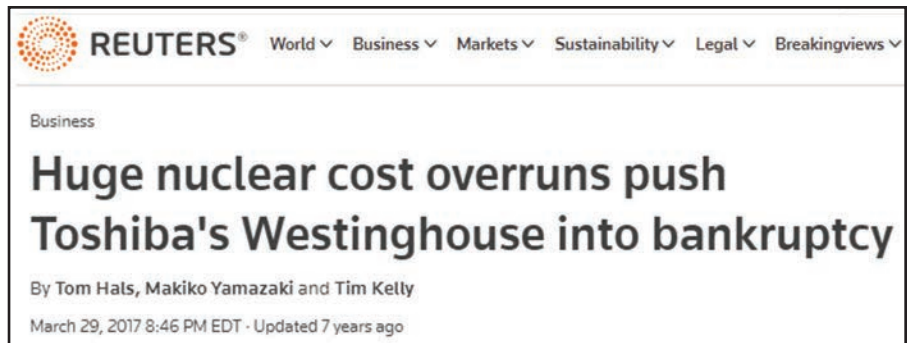 REUTERS® World Business Markets Sustainability Legal Breakingviews
Business
Huge nuclear cost overruns push
Toshiba's Westinghouse into bankruptcy
By Tom Hals, Makiko Yamazaki and Tim Kelly
March 29, 2017 8:46 PM EDT · Updated 7 years ago